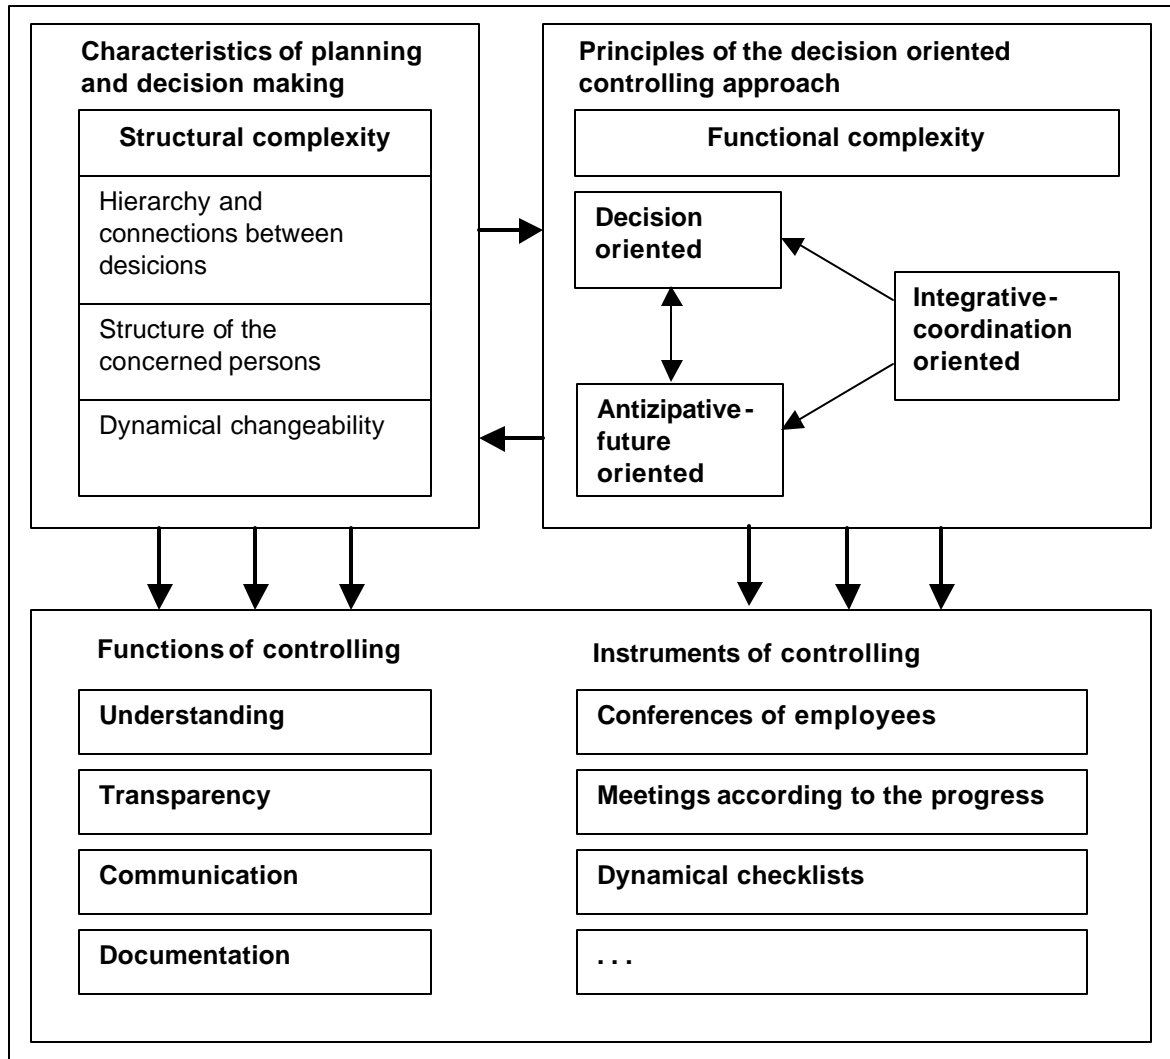 Characteristics of planning
and decision making
Structural complexity
Hierarchy and
connections between
desicions
Structure of the
concerned persons
Dynamical changeability
Principles of the decision oriented
controlling approach
Functional complexity
Decision
oriented
Integrative-
coordination
oriented
Antizipative-
future
oriented
Functions of controlling
Understanding
Transparency
Communication
Documentation
Instruments of controlling
Conferences of employees
Meetings according to the progress
Dynamical checklists
. . .